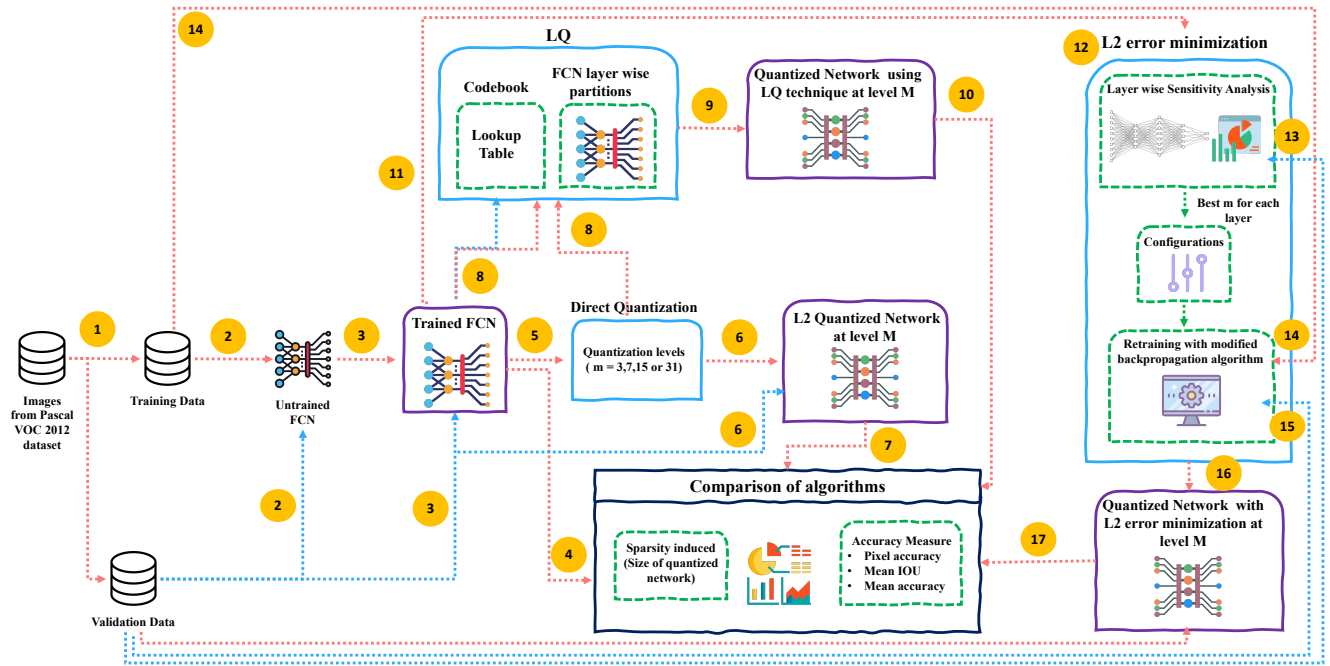 14
LQ
12
L2 error minimization
Codebook
FCN layer wise
partitions
Lookup
Table
9
Quantized Network using
LQ technique at level M
10
Layer wise Sensitivity Analysis
13
11
Best m for each
layer
8
8
Configurations
1
2
3
Trained FCN
5
Direct Quantization
Quantization levels
( m = 3,7,15 or 31)
6
L2 Quantized Network
at level M
14
Retraining with modified
backpropagation algorithm
Images
from Pascal
VOC 2012
dataset
Training Data
Untrained
FCN
6
15
7
2
3
Comparison of algorithms
16
4
Sparsity induced
(Size of quantized
network)
Accuracy Measure
• Pixel accuracy
• Mean IOU
• Mean accuracy
17
Quantized Network with
L2 error minimization at
level M
Validation Data